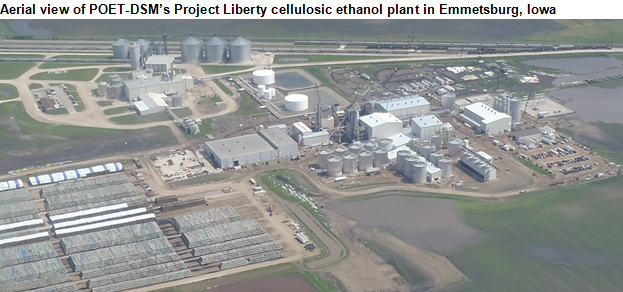 Aerial view of POET-DSM’s Project Liberty cellulosic ethanol plant in Emmetsburg, Iowa